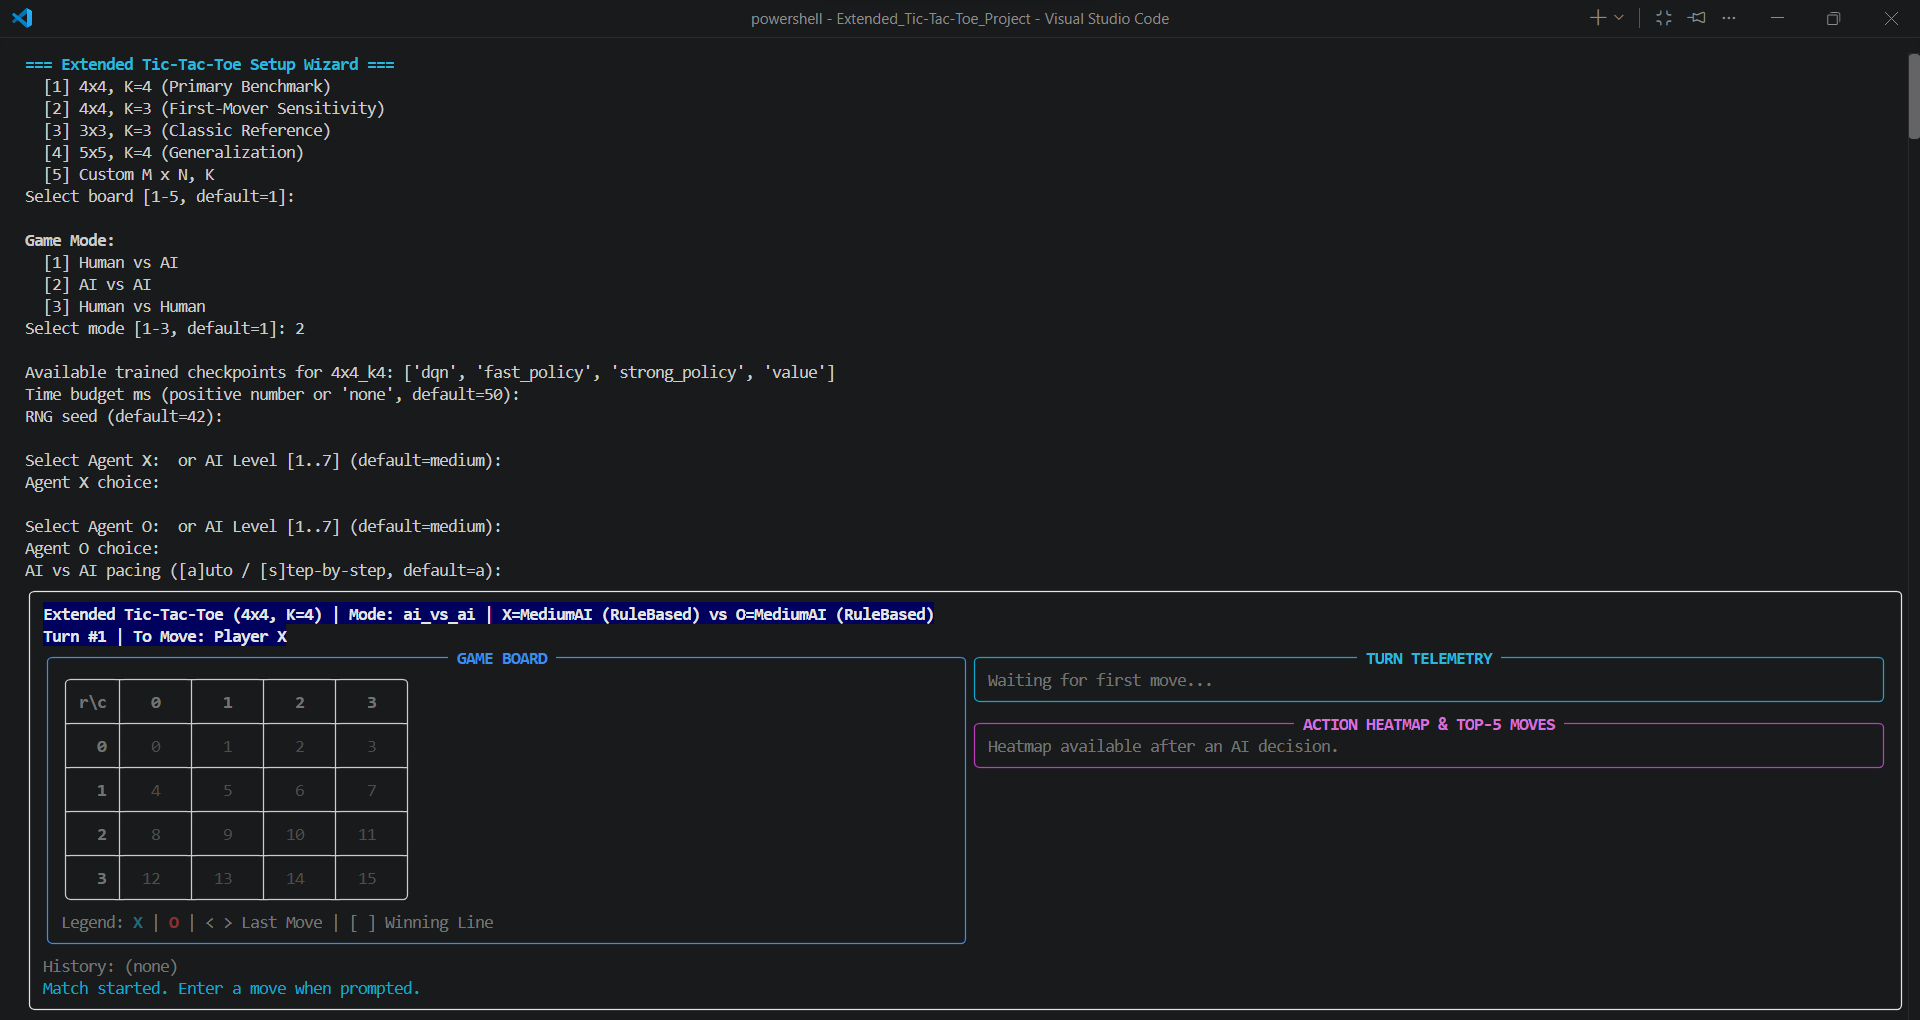 powershell - Extended_Tic-Tac-Toe_Project - Visual Studio Code
=== Extended Tic-Tac-Toe Setup Wizard ===
[1] 4x4, K=4 (Primary Benchmark)
[2] 4x4, K=3 (First-Mover Sensitivity)
[3] 3x3, K=3 (Classic Reference)
[4] 5x5, K=4 (Generalization)
[5] Custom M x N, K
Select board [1-5, default=1]:
Game Mode:
[1] Human vs AI
[2] AI vs AI
[3] Human vs Human
Select mode [1-3, default=1]: 2
Available trained checkpoints for 4x4_k4: ['dqn', 'fast_policy', 'strong_policy', 'value']
Time budget ms (positive number or 'none', default=50):
RNG seed (default=42):
Select Agent X:  or AI Level [1..7] (default=medium):
Agent X choice:
Select Agent O:  or AI Level [1..7] (default=medium):
Agent O choice:
AI vs AI pacing ([a]uto / [s]tep-by-step, default=a):
Extended Tic-Tac-Toe (4x4, K=4) | Mode: ai_vs_ai | X=MediumAI (RuleBased) vs O=MediumAI (RuleBased)
Turn #1 | To Move: Player X
GAME BOARD
r\c 0 1 2 3
0 0 1 2 3
1 4 5 6 7
2 8 9 10 11
3 12 13 14 15
Legend: X | O | < > Last Move | [ ] Winning Line
TURN TELEMETRY
Waiting for first move...
ACTION HEATMAP & TOP-5 MOVES
Heatmap available after an AI decision.
History: (none)
Match started. Enter a move when prompted.